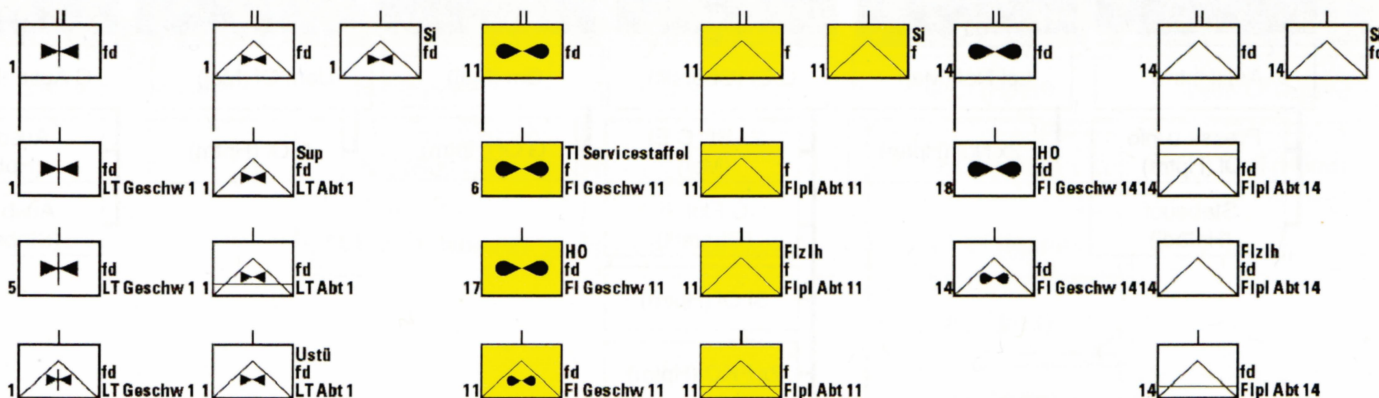 1 fd
1 fd
Si
1 fd
11 fd
11 f
Si
11 f
14 fd
14 fd
Si
14 fd
fd
1 LT Geschw 1
Sup
fd
1 LT Abt 1
TI Servicestaffel
f
6 Fl Geschw 11
f
11 Flpl Abt 11
HO
fd
18 Fl Geschw 14
fd
14 Flpl Abt 14
fd
5 LT Geschw 1
fd
1 LT Abt 1
HO
fd
17 Fl Geschw 11
Flzlh
f
11 Flpl Abt 11
fd
14 Fl Geschw 14
Flzlh
fd
14 Flpl Abt 14
fd
1 LT Geschw 1
Ustü
fd
1 LT Abt 1
fd
11 Fl Geschw 11
f
11 Flpl Abt 11
fd
14 Flpl Abt 14